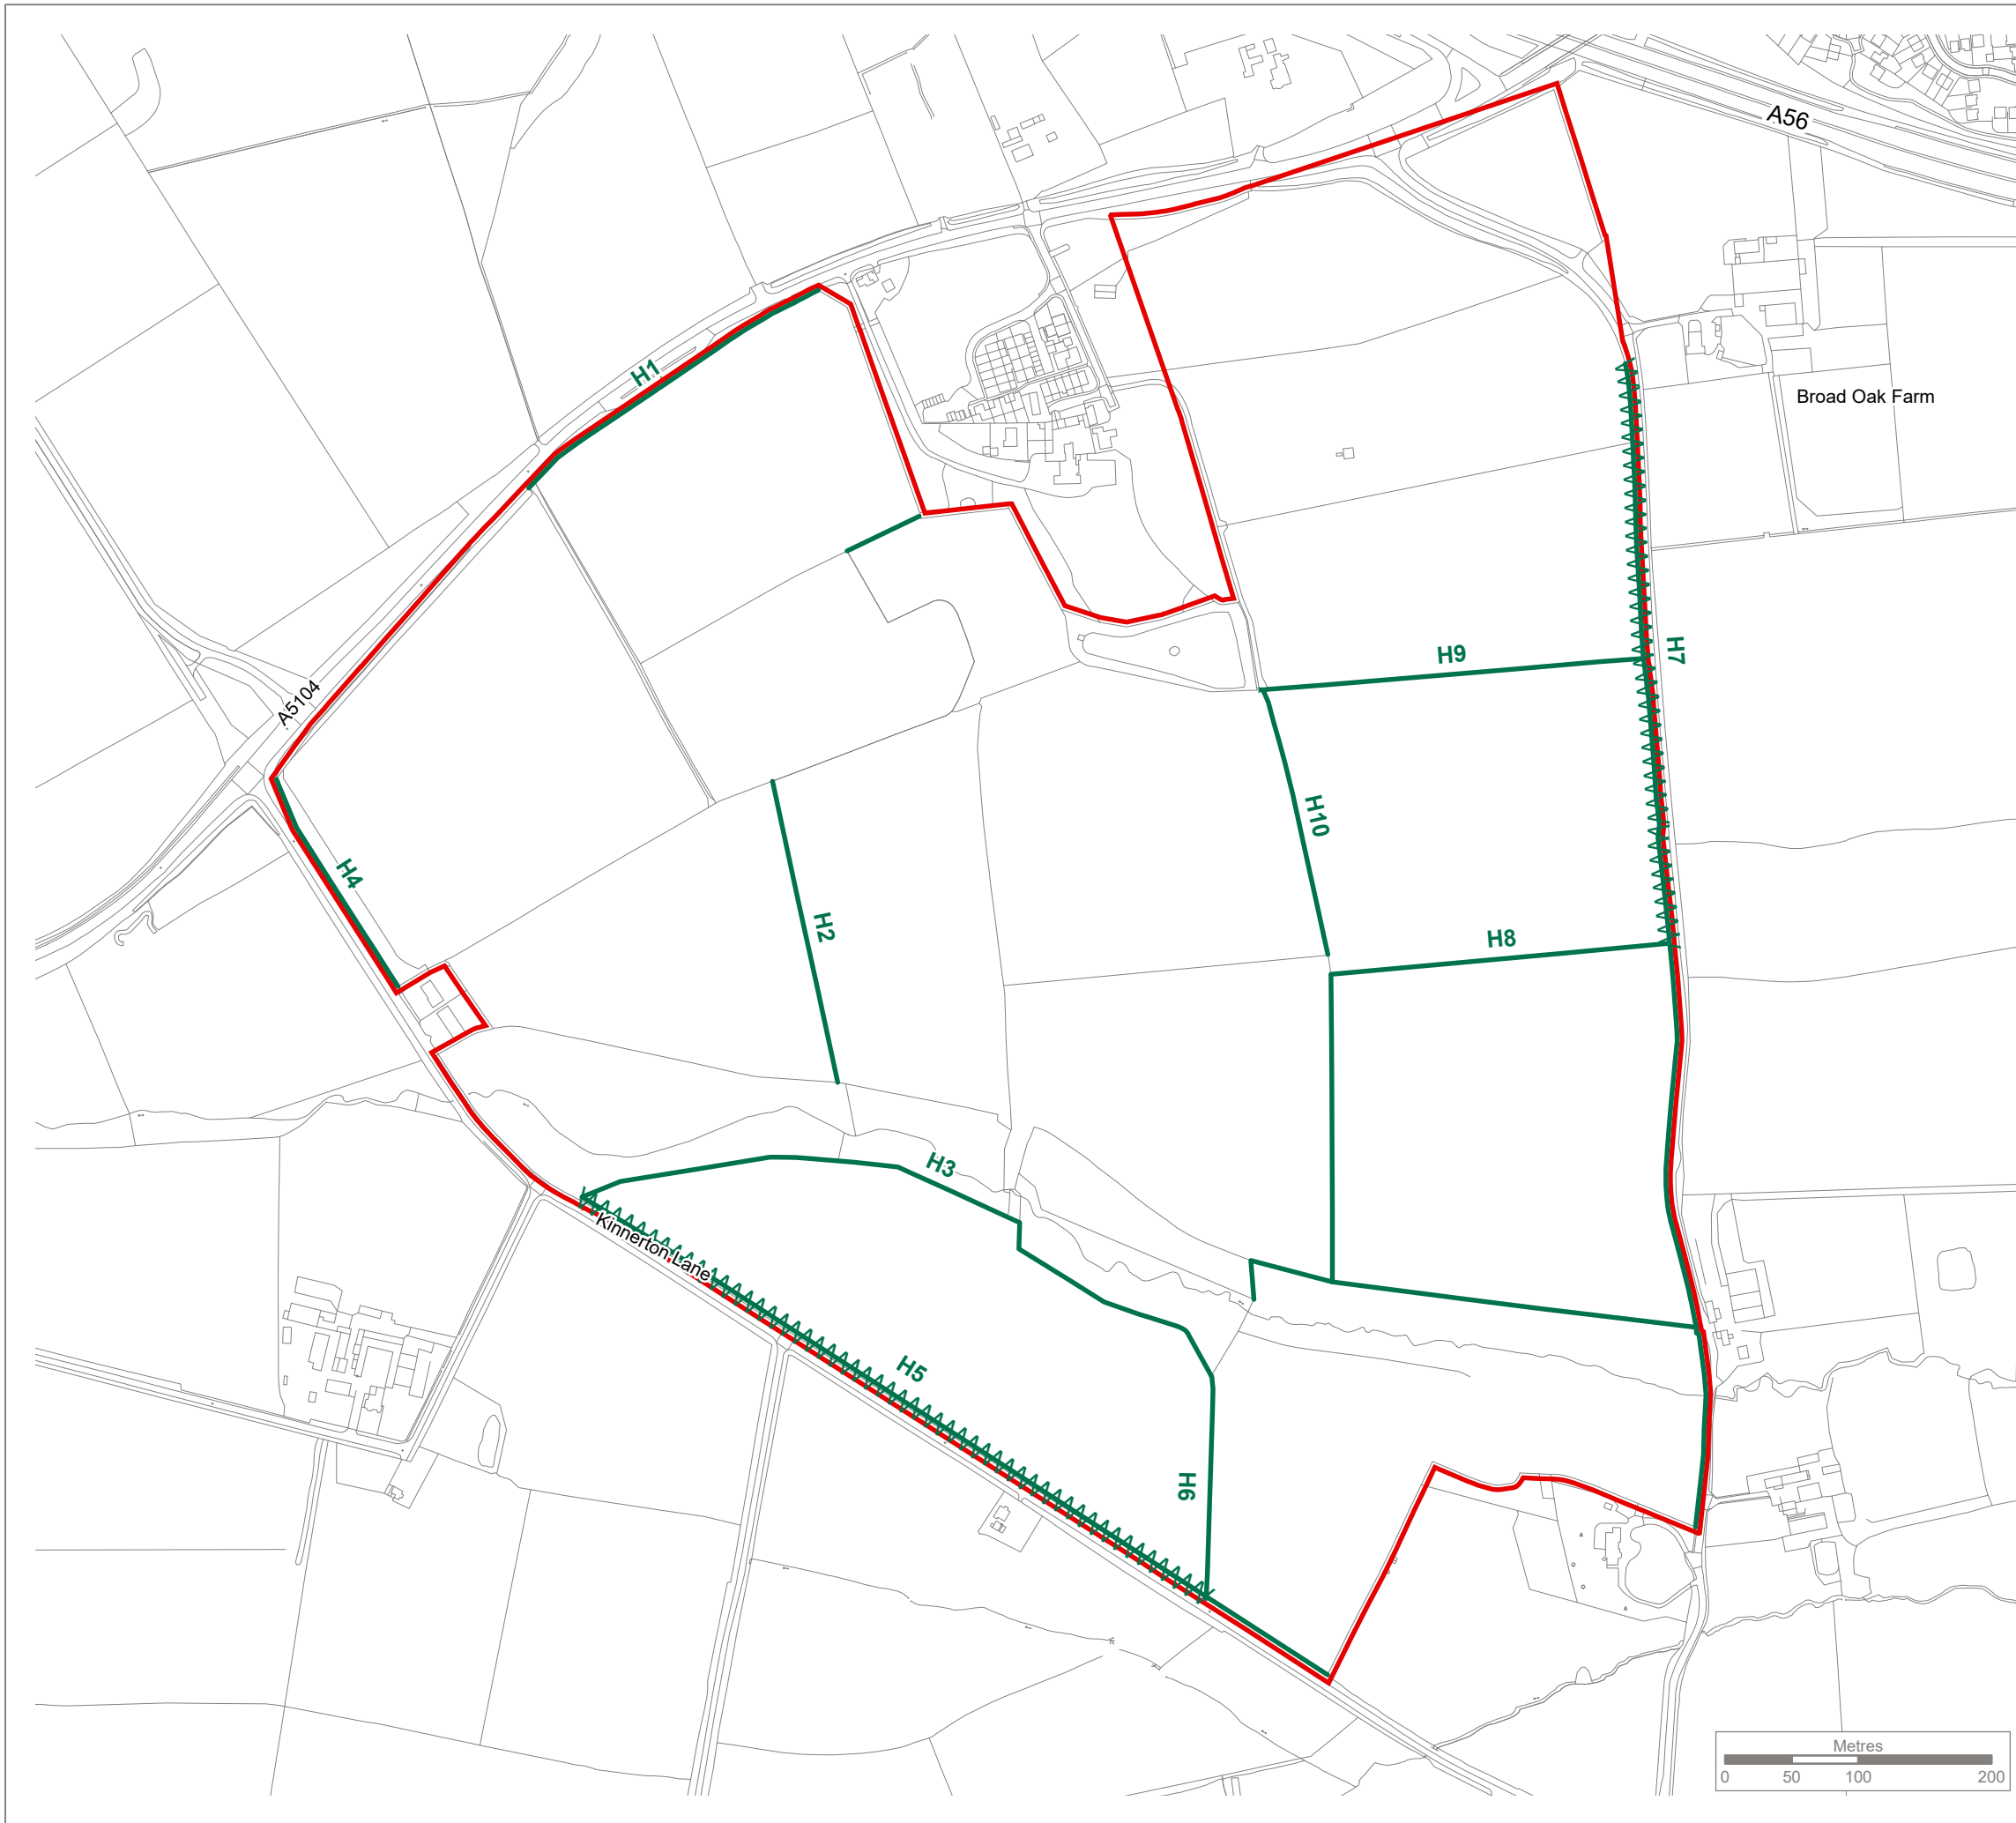 A56
H1
Broad Oak Farm
H9
H7
A5104
H10
H4
H2
H8
H3
Kinnerton Lane
H5
H6
Metres
0 50 100 200